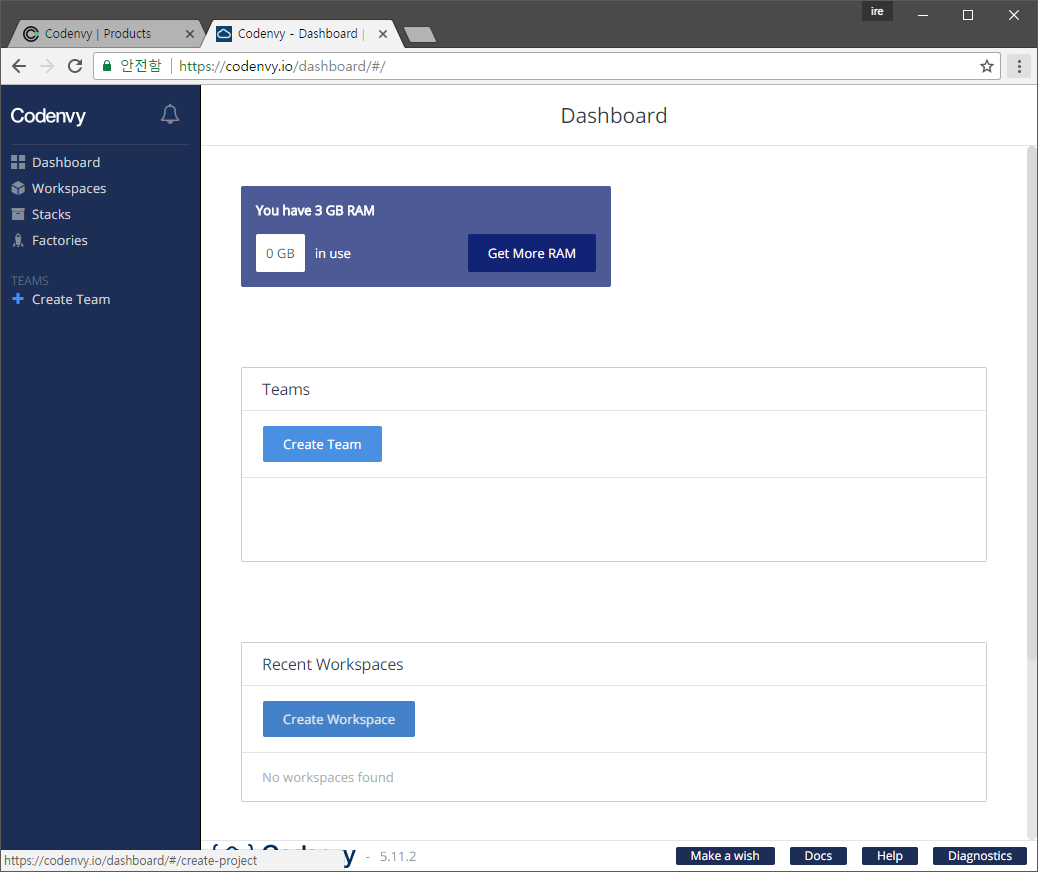 ire
Codenvy | Products
Codenvy - Dashboard |
안전함
https://codenvy.io/dashboard/#/
Codenvy
Dashboard
Workspaces
Stacks
Factories
TEAMS
Create Team
Dashboard
You have 3 GB RAM
0 GB in use
Get More RAM
Teams
Create Team
Recent Workspaces
Create Workspace
No workspaces found
https://codenvy.io/dashboard/#/create-project
Codenvy - 5.11.2
Make a wish
Docs
Help
Diagnostics